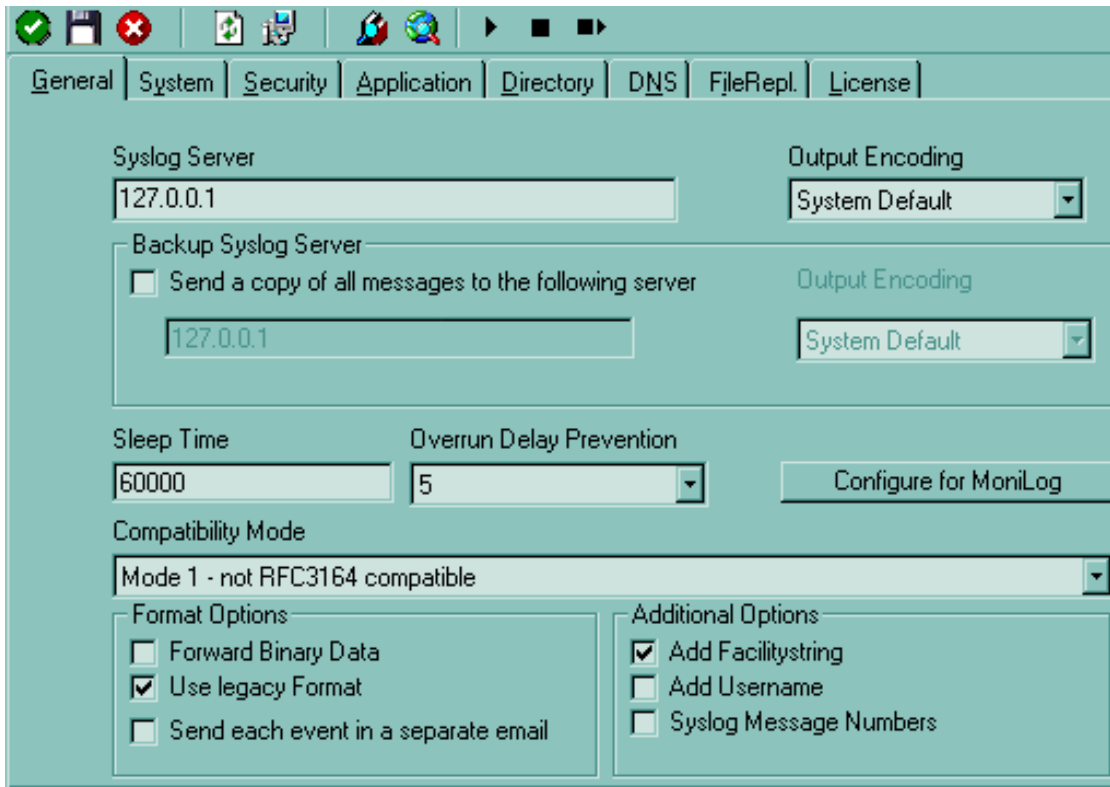 General System Security Application Directory DNS FileRepl. License
Syslog Server Output Encoding
127.0.0.1 System Default
Backup Syslog Server
Send a copy of all messages to the following server Output Encoding
127.0.0.1 System Default
Sleep Time Overrun Delay Prevention
60000 5 Configure for MoniLog
Compatibility Mode
Mode 1 - not RFC3164 compatible
Format Options Additional Options
Forward Binary Data Add Facilitystring
Use legacy Format Add Username
Send each event in a separate email Syslog Message Numbers